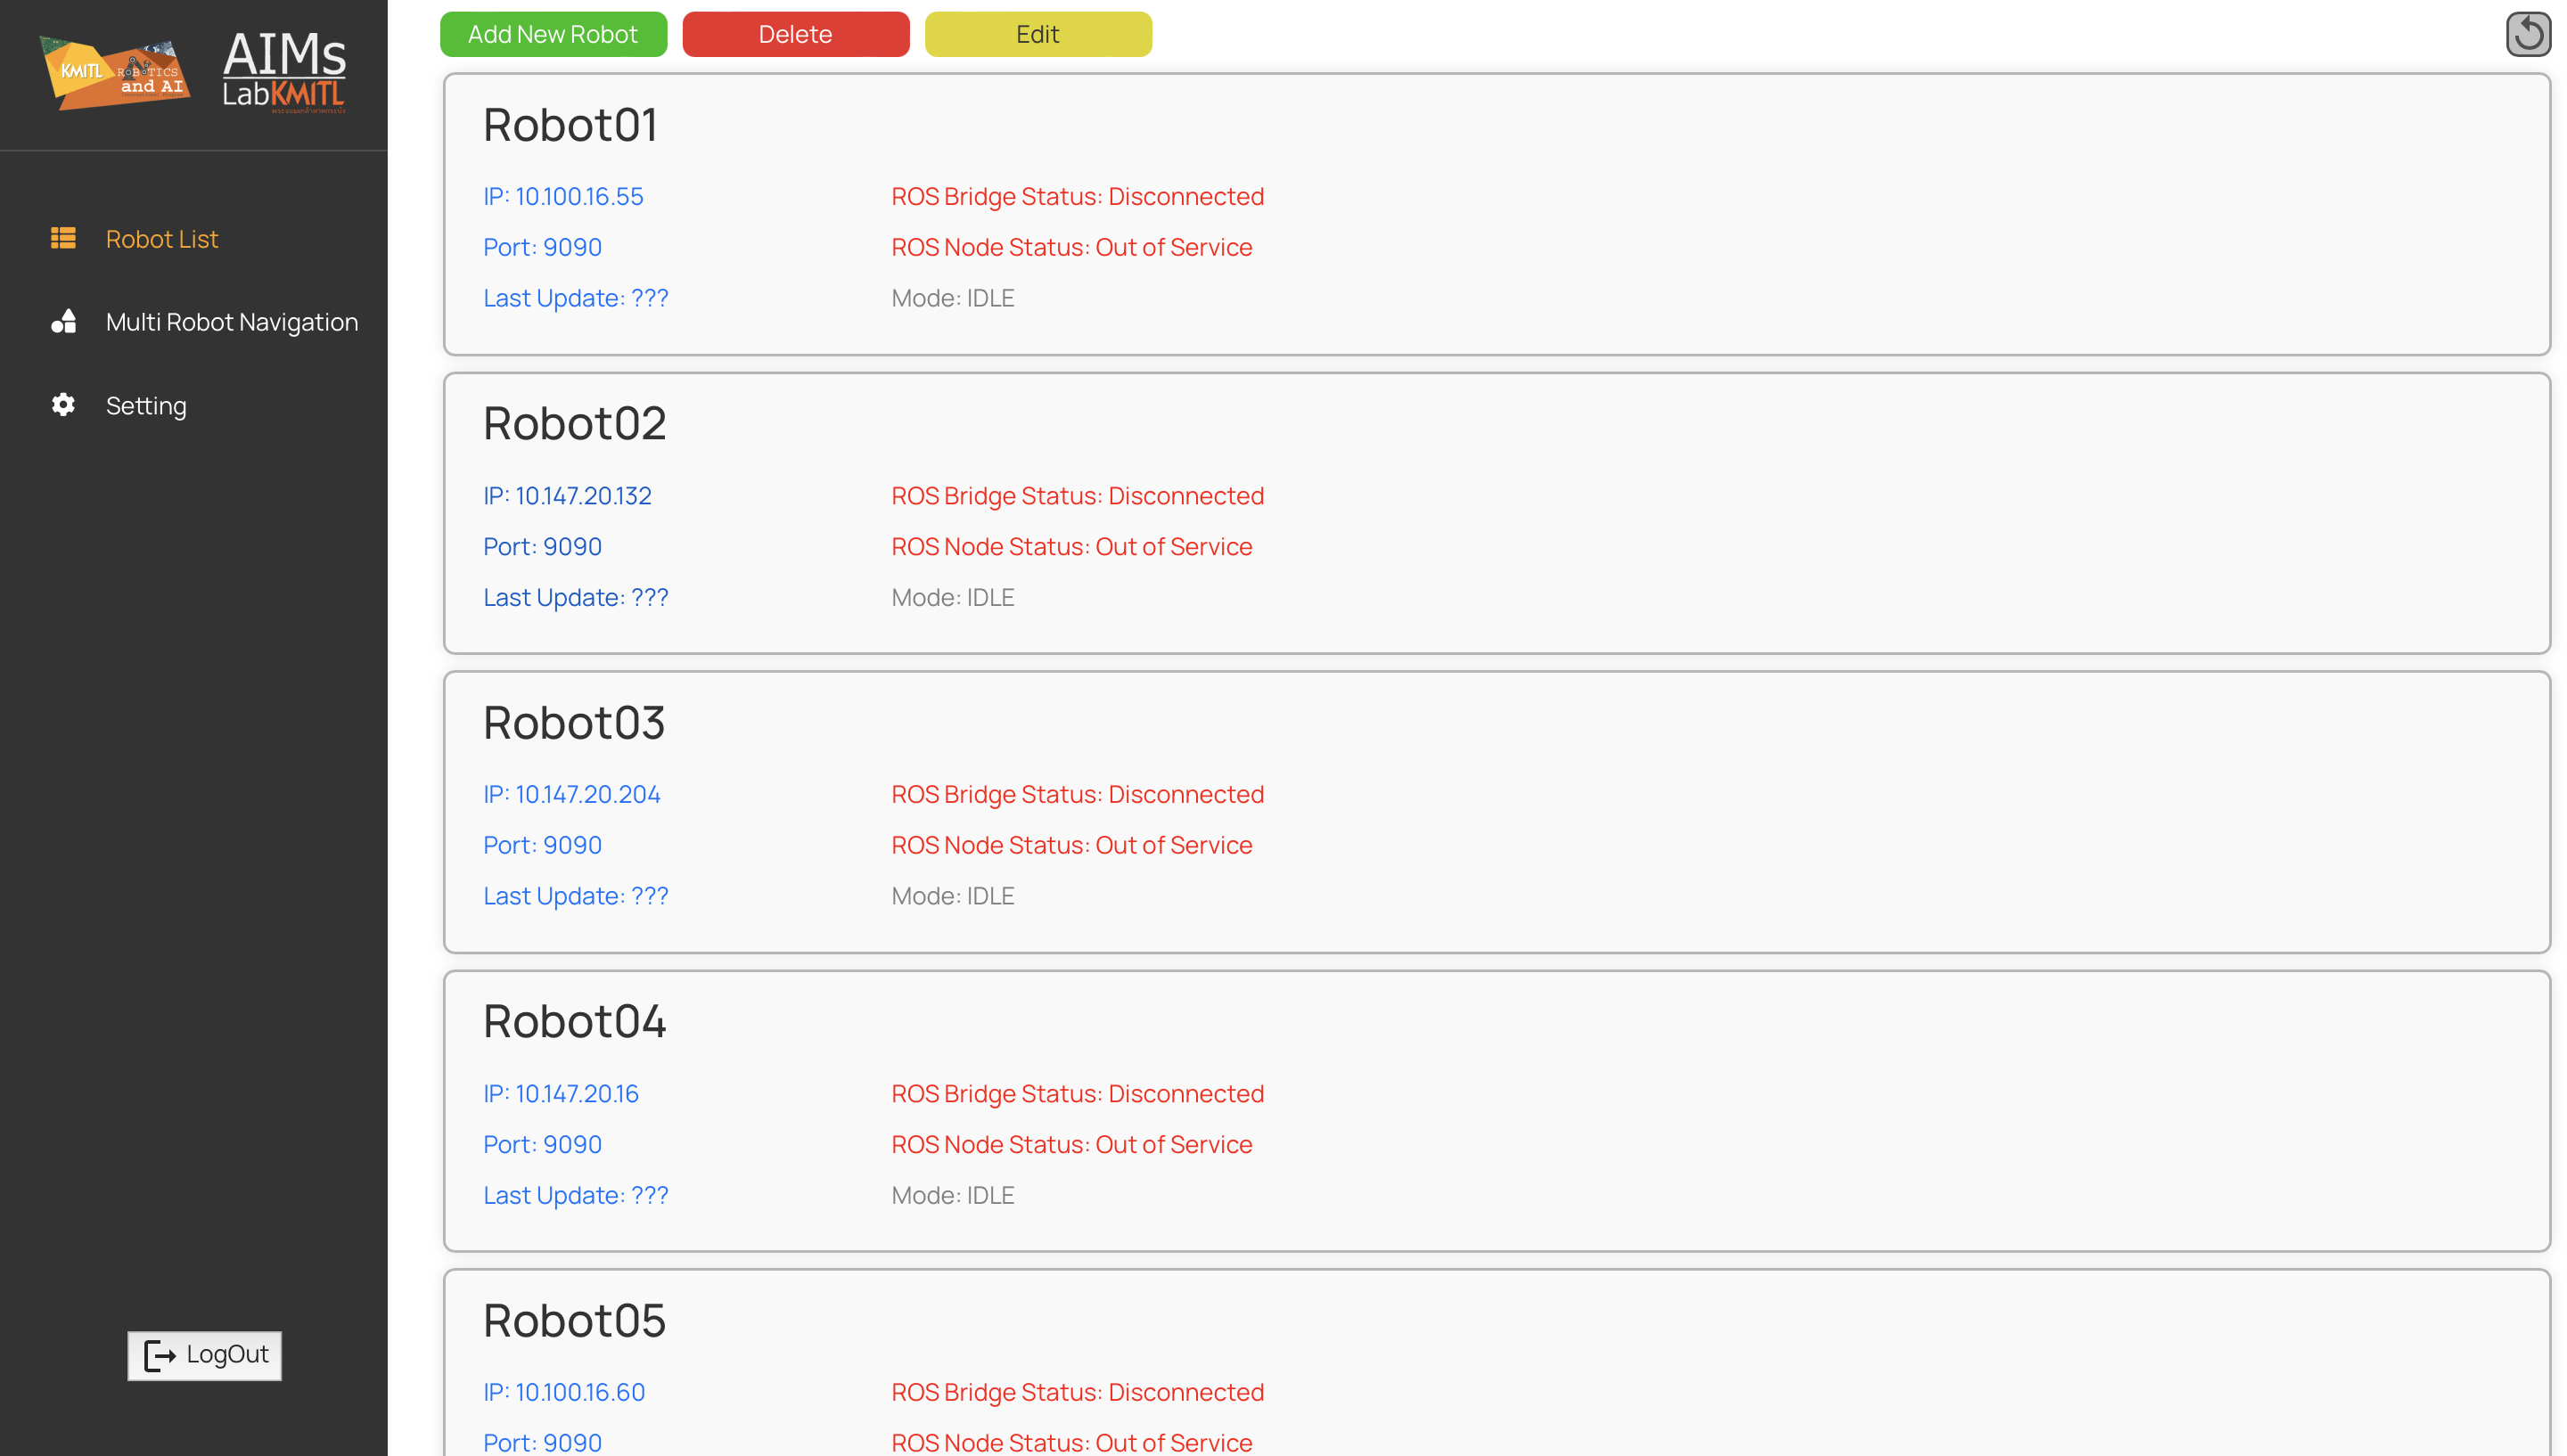 KMITL
ROBOTICS
and AI
AIMs
LabKMITL
Robot List
Multi Robot Navigation
Setting
LogOut
Add New Robot
Delete
Edit
Robot01
IP: 10.100.16.55
ROS Bridge Status: Disconnected
Port: 9090
ROS Node Status: Out of Service
Last Update: ???
Mode: IDLE
Robot02
IP: 10.147.20.132
ROS Bridge Status: Disconnected
Port: 9090
ROS Node Status: Out of Service
Last Update: ???
Mode: IDLE
Robot03
IP: 10.147.20.204
ROS Bridge Status: Disconnected
Port: 9090
ROS Node Status: Out of Service
Last Update: ???
Mode: IDLE
Robot04
IP: 10.147.20.16
ROS Bridge Status: Disconnected
Port: 9090
ROS Node Status: Out of Service
Last Update: ???
Mode: IDLE
Robot05
IP: 10.100.16.60
ROS Bridge Status: Disconnected
Port: 9090
ROS Node Status: Out of Service